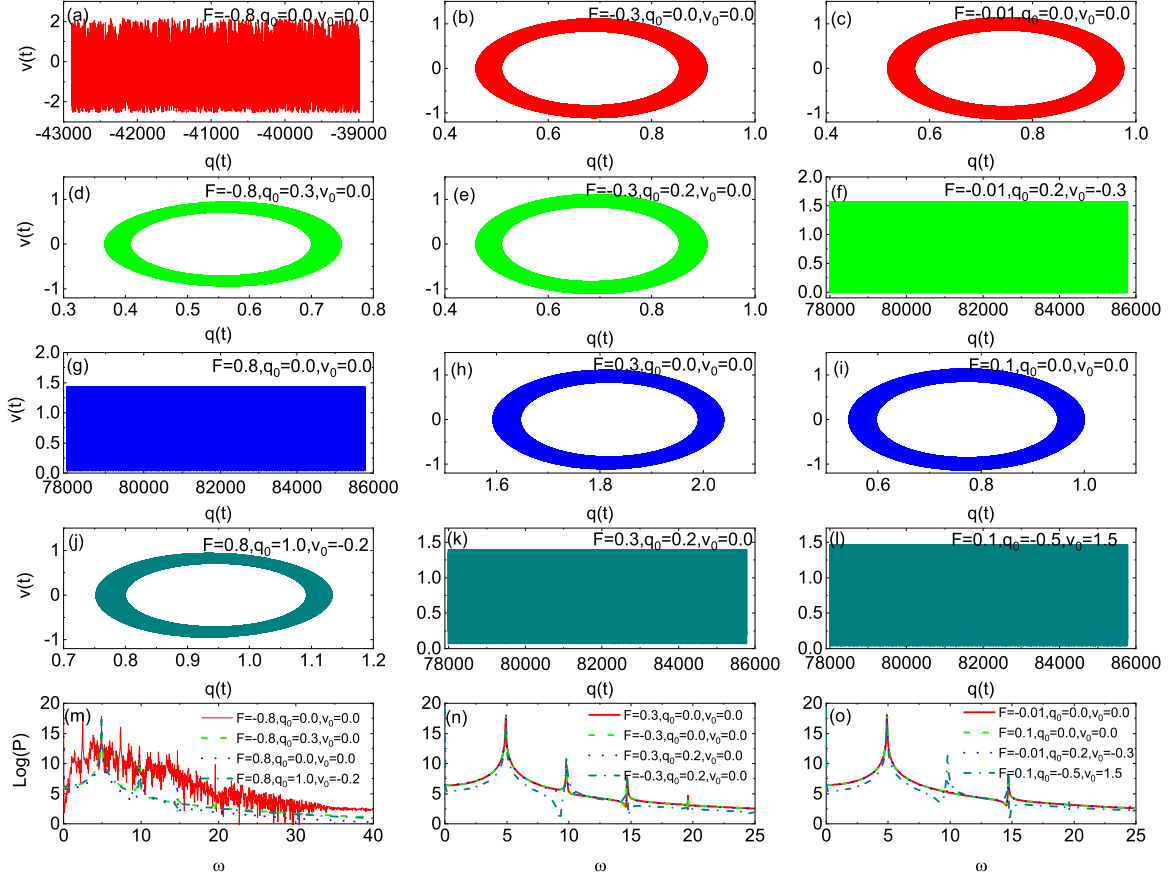 (a) F=-0.8,q0=0.0,v0=0.0
2
0
-2
v(t)
-43000 -42000 -41000 -40000 -39000
q(t)
(b) F=-0.3,q0=0.0,v0=0.0
1
0
-1
0.4 0.6 0.8 1.0
q(t)
(c) F=-0.01,q0=0.0,v0=0.0
1
0
-1
0.4 0.6 0.8 1.0
q(t)
(d) F=-0.8,q0=0.3,v0=0.0
1
0
-1
v(t)
0.3 0.4 0.5 0.6 0.7 0.8
q(t)
(e) F=-0.3,q0=0.2,v0=0.0
1
0
-1
0.4 0.6 0.8 1.0
q(t)
(f) F=-0.01,q0=0.2,v0=-0.3
2.0
1.5
1.0
0.5
0.0
78000 80000 82000 84000 86000
q(t)
(g) F=0.8,q0=0.0,v0=0.0
2.0
1.5
1.0
0.5
0.0
v(t)
78000 80000 82000 84000 86000
q(t)
(h) F=0.3,q0=0.0,v0=0.0
1
0
-1
1.6 1.8 2.0
q(t)
(i) F=0.1,q0=0.0,v0=0.0
1
0
-1
0.6 0.8 1.0
q(t)
(j) F=0.8,q0=1.0,v0=-0.2
1
0
-1
v(t)
0.7 0.8 0.9 1.0 1.1 1.2
q(t)
(k) F=0.3,q0=0.2,v0=0.0
1.5
1.0
0.5
0.0
78000 80000 82000 84000 86000
q(t)
(l) F=0.1,q0=-0.5,v0=1.5
1.5
1.0
0.5
0.0
78000 80000 82000 84000 86000
q(t)
(m)
F=-0.8,q0=0.0,v0=0.0
F=-0.8,q0=0.3,v0=0.0
F=0.8,q0=0.0,v0=0.0
F=0.8,q0=1.0,v0=-0.2
20
15
10
5
0
Log(P)
0 10 20 30 40
ω
(n)
F=0.3,q0=0.0,v0=0.0
F=-0.3,q0=0.0,v0=0.0
F=0.3,q0=0.2,v0=0.0
F=-0.3,q0=0.2,v0=0.0
20
15
10
5
0
0 5 10 15 20 25
ω
(o)
F=-0.01,q0=0.0,v0=0.0
F=0.1,q0=0.0,v0=0.0
F=-0.01,q0=0.2,v0=-0.3
F=0.1,q0=-0.5,v0=1.5
20
15
10
5
0
0 5 10 15 20 25
ω